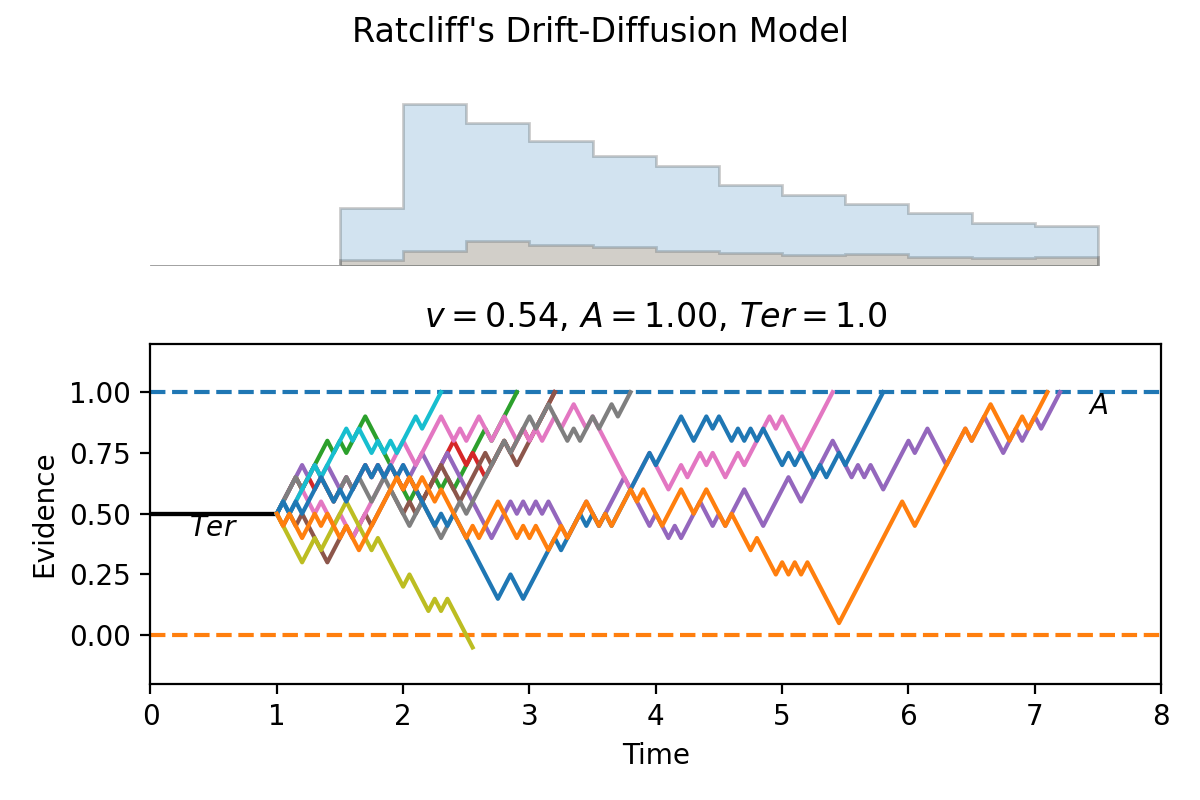 Ratcliff's Drift-Diffusion Model
v = 0.54, A = 1.00, Ter = 1.0
1.00
A
0.75
0.50
Ter
0.25
0.00
Evidence
0 1 2 3 4 5 6 7 8
Time